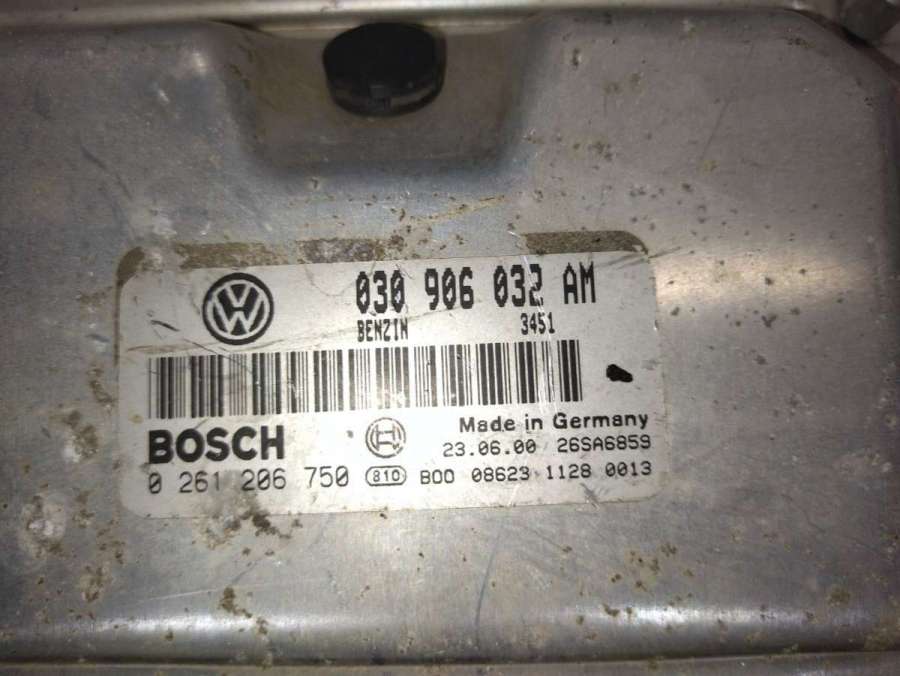 030 906 032 AM
BENZIN 3451
Made in Germany
BOSCH
23.06.00 26SA6859
0 261 206 750 810 B00 08623 1128 0013